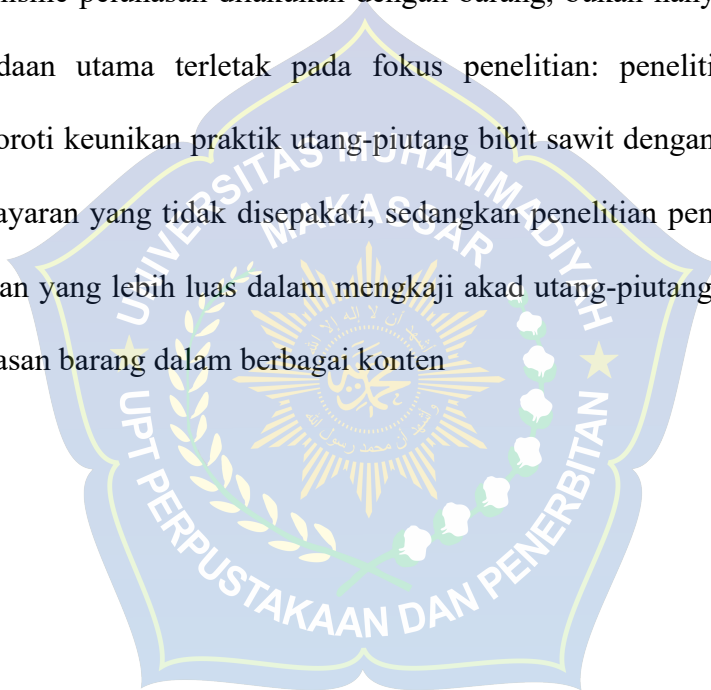 daan utama terletak pada fokus penelitian: peneliti
oroti keunikan praktik utang-piutang bibit sawit dengan
ayaran yang tidak disepakati, sedangkan penelitian pen
an yang lebih luas dalam mengkaji akad utang-piutang
asan barang dalam berbagai konten
UNIVERSITAS MUHAMMADIYAH
MAKASSAR
UPT PERPUSTAKAAN DAN PENERBITAN